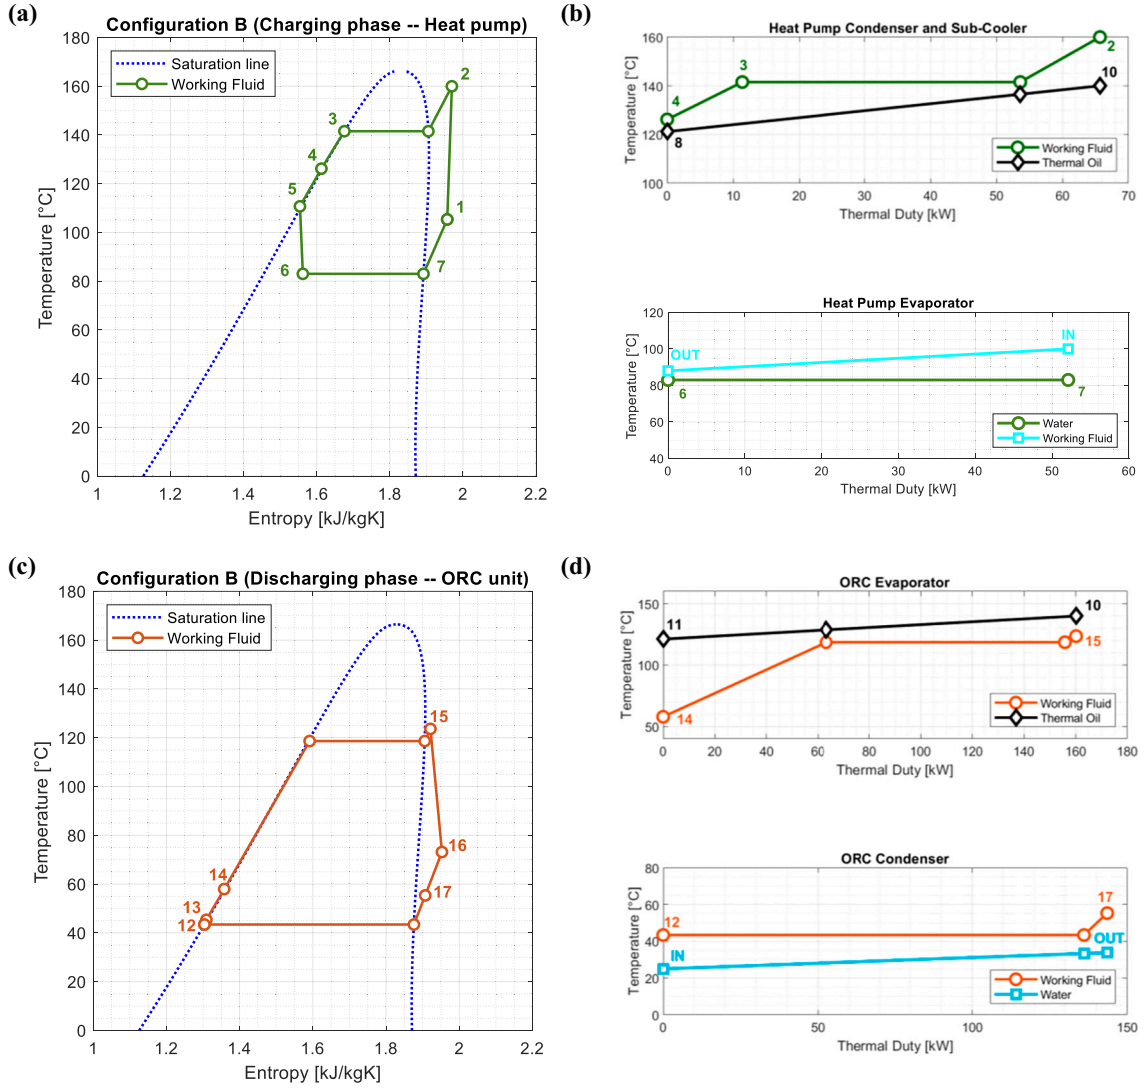 (a)
Configuration B (Charging phase -- Heat pump)
Saturation line
Working Fluid
180
160
140
120
100
80
60
40
20
0
1
1.2
1.4
1.6
1.8
2
2.2
Temperature [°C]
Entropy [kJ/kgK]
2
3
4
5
1
6
7
(b)
Heat Pump Condenser and Sub-Cooler
160
140
120
100
0
10
20
30
40
50
60
70
Temperature [°C]
Thermal Duty [kW]
4
3
2
10
8
Working Fluid
Thermal Oil
Heat Pump Evaporator
120
100
80
60
40
0
10
20
30
40
50
60
Temperature [°C]
Thermal Duty [kW]
OUT
IN
6
7
Water
Working Fluid
(c)
Configuration B (Discharging phase -- ORC unit)
Saturation line
Working Fluid
180
160
140
120
100
80
60
40
20
0
1
1.2
1.4
1.6
1.8
2
2.2
Temperature [°C]
Entropy [kJ/kgK]
15
16
17
14
13
12
(d)
ORC Evaporator
150
100
50
0
20
40
60
80
100
120
140
160
180
Temperature [°C]
Thermal Duty [kW]
11
10
15
14
Working Fluid
Thermal Oil
ORC Condenser
80
60
40
20
0
0
50
100
150
Temperature [°C]
Thermal Duty [kW]
12
17
IN
OUT
Working Fluid
Water